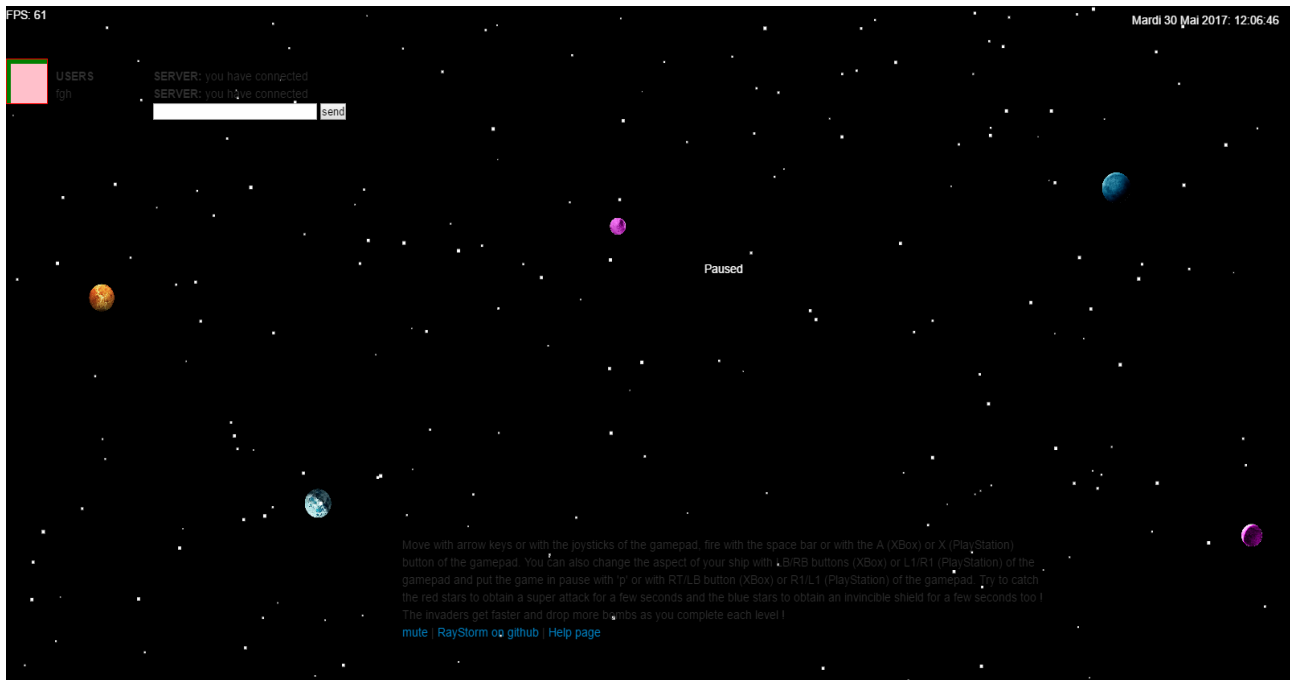 FPS: 61
Mardi 30 Mai 2017: 12:06:46
USERS
fgh
SERVER: you have connected
SERVER: you have connected
send
Paused
Move with arrow keys or with the joysticks of the gamepad, fire with the space bar or with the A (XBox) or X (PlayStation)
button of the gamepad. You can also change the aspect of your ship with LB/RB buttons (XBox) or L1/R1 (PlayStation) of the
gamepad and put the game in pause with 'p' or with RT/LB button (XBox) or R1/L1 (PlayStation) of the gamepad. Try to catch
the red stars to obtain a super attack for a few seconds and the blue stars to obtain an invincible shield for a few seconds too !
The invaders get faster and drop more bombs as you complete each level !
mute | RayStorm on github | Help page